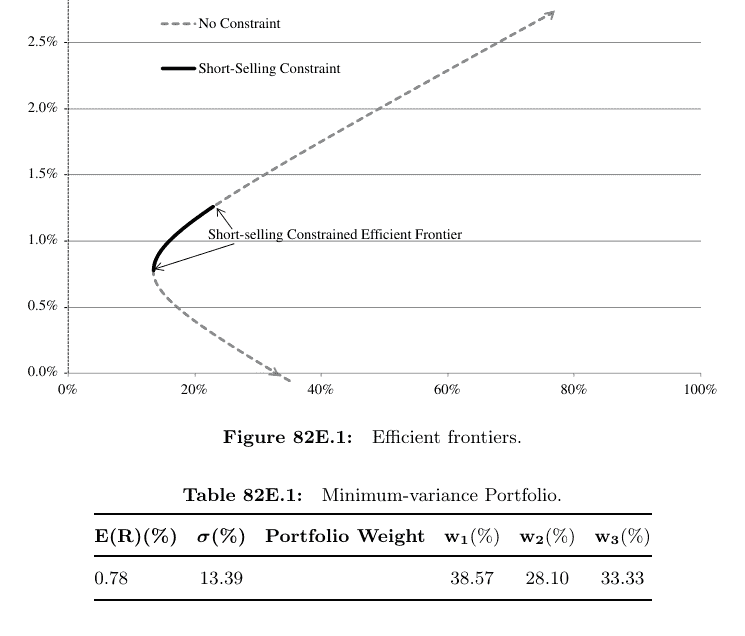 No Constraint
2.5%
Short-Selling Constraint
2.0%
1.5%
Short-selling Constrained Efficient Frontier
1.0%
0.5%
0.0%
0% 20% 40% 60% 80% 100%
Figure 82E.1: Efficient frontiers.
Table 82E.1: Minimum-variance Portfolio.
E(R)(%) σ(%) Portfolio Weight w₁(%) w₂(%) w₃(%)
0.78 13.39 38.57 28.10 33.33